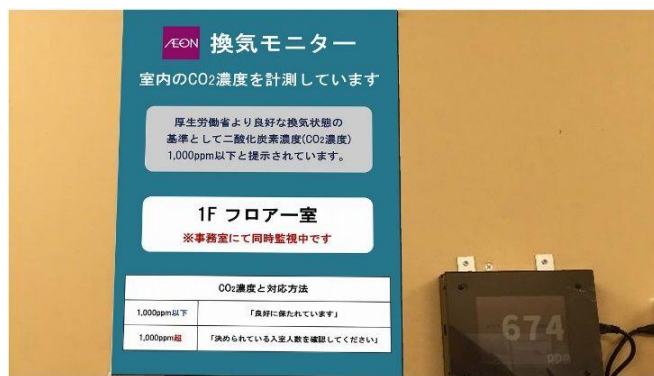 ÆON 換気モニター
室内のCO2濃度を計測しています
厚生労働省より良好な換気状態の
基準として二酸化炭素濃度(CO2濃度)
1,000ppm以下と提示されています。
1F フロアー室
※事務室にて同時監視中です
CO2濃度と対応方法
1,000ppm以下 「良好に保たれています」
1,000ppm超 「決められている入室人数を確認してください」
674
ppm